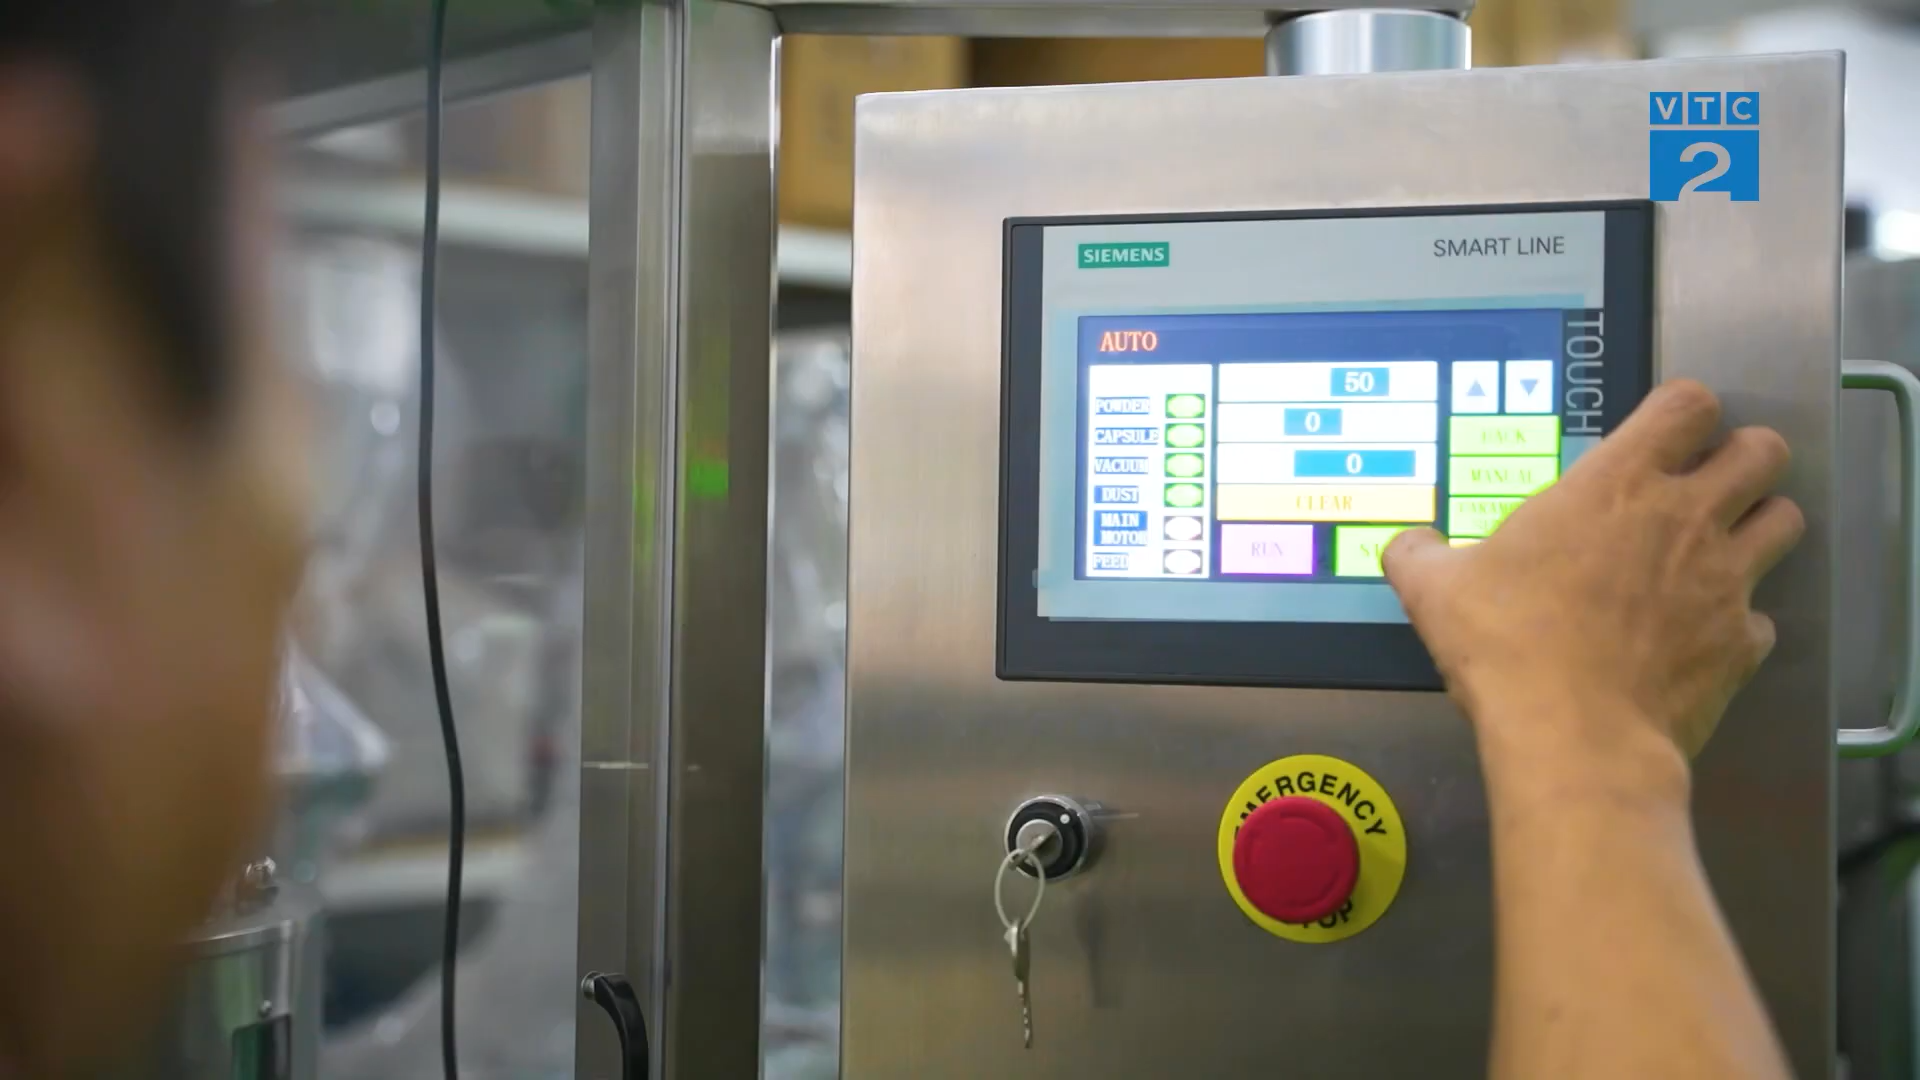 VTC
2
SIEMENS
SMART LINE
TOUCH
AUTO
50
POWDER
0
CAPSULE
BACK
VACUUM
0
MANUAL
DUST
CLEAR
MAIN
MOTOR
RUN
FEED
EMERGENCY